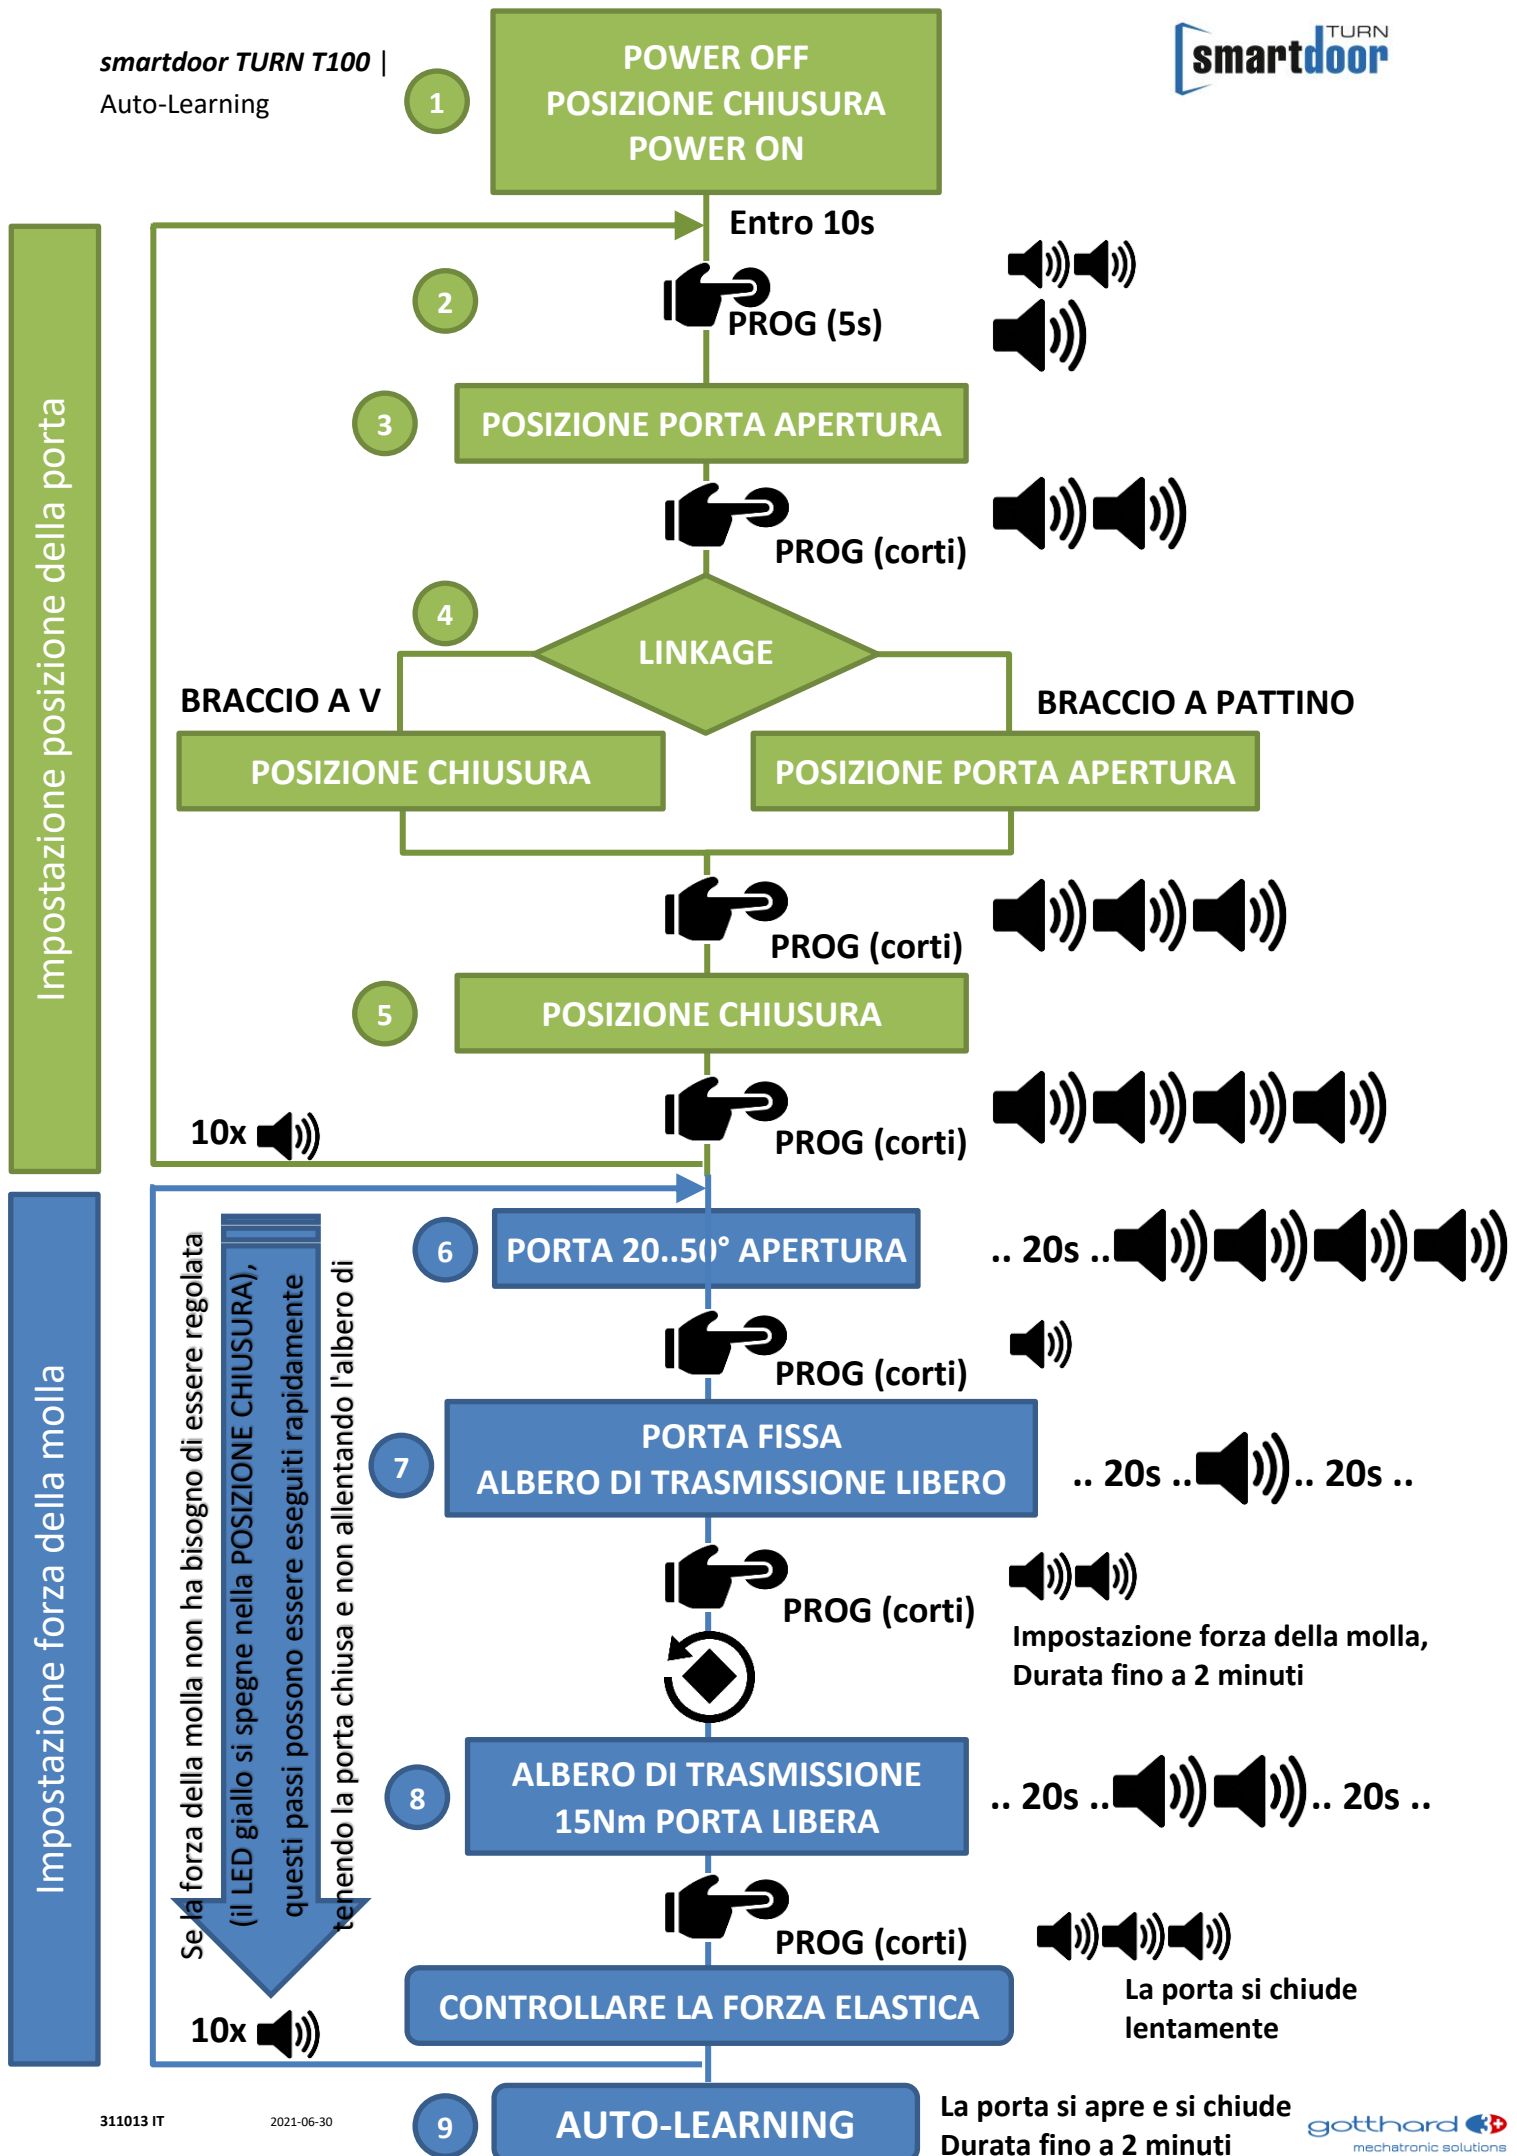 smartdoor TURN T100 |
Auto-Learning
TURN
smartdoor
1
POWER OFF
POSIZIONE CHIUSURA
POWER ON
Entro 10s
Impostazione posizione della porta
2
PROG (5s)
3
POSIZIONE PORTA APERTURA
PROG (corti)
4
LINKAGE
BRACCIO A V
BRACCIO A PATTINO
POSIZIONE CHIUSURA
POSIZIONE PORTA APERTURA
PROG (corti)
5
POSIZIONE CHIUSURA
10x
PROG (corti)
Impostazione forza della molla
Se la forza della molla non ha bisogno di essere regolata
(il LED giallo si spegne nella POSIZIONE CHIUSURA),
questi passi possono essere eseguiti rapidamente
tenendo la porta chiusa e non allentando l'albero di
6
PORTA 20..50° APERTURA
.. 20s ..
PROG (corti)
7
PORTA FISSA
ALBERO DI TRASMISSIONE LIBERO
.. 20s .. .. 20s ..
PROG (corti)
Impostazione forza della molla,
Durata fino a 2 minuti
8
ALBERO DI TRASMISSIONE
15Nm PORTA LIBERA
.. 20s .. .. 20s ..
PROG (corti)
10x
CONTROLLARE LA FORZA ELASTICA
La porta si chiude
lentamente
9
AUTO-LEARNING
La porta si apre e si chiude
Durata fino a 2 minuti
311013 IT
2021-06-30
gotthard 3
mechatronic solutions